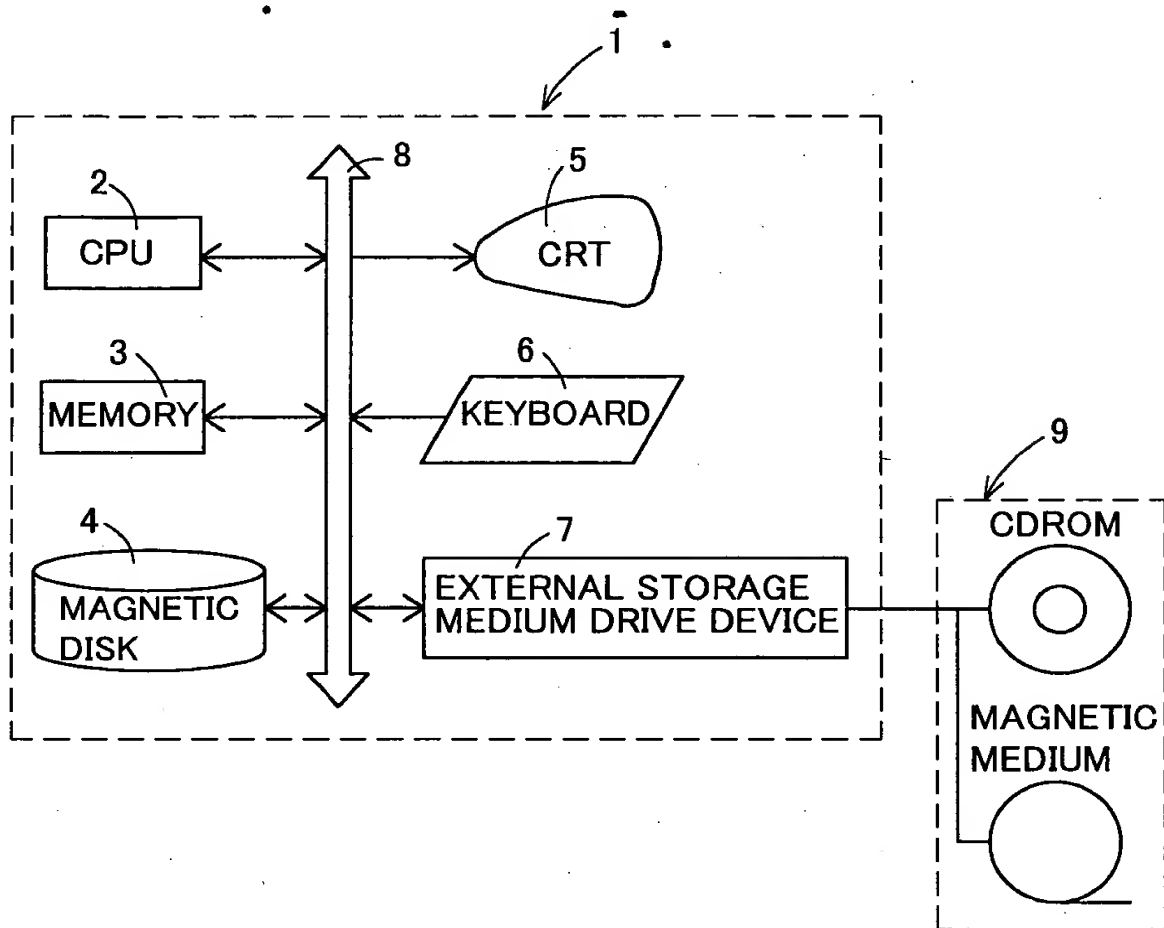 1
8
2
CPU
5
CRT
3
MEMORY
6
KEYBOARD
9
CDROM
4
MAGNETIC
DISK
7
EXTERNAL STORAGE
MEDIUM DRIVE DEVICE
MAGNETIC
MEDIUM